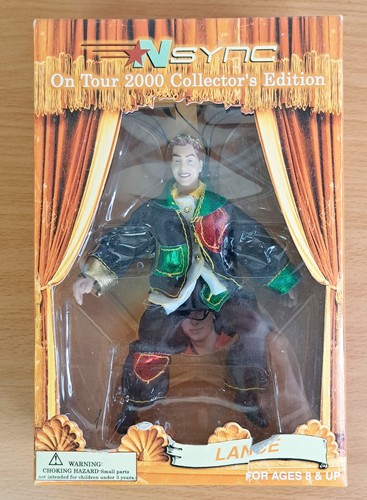 NSYNC
On Tour 2000 Collector's Edition
LANCE
WARNING:
CHOKING HAZARD-Small parts
not intended for children under 3 years.
FOR AGES 8 & UP